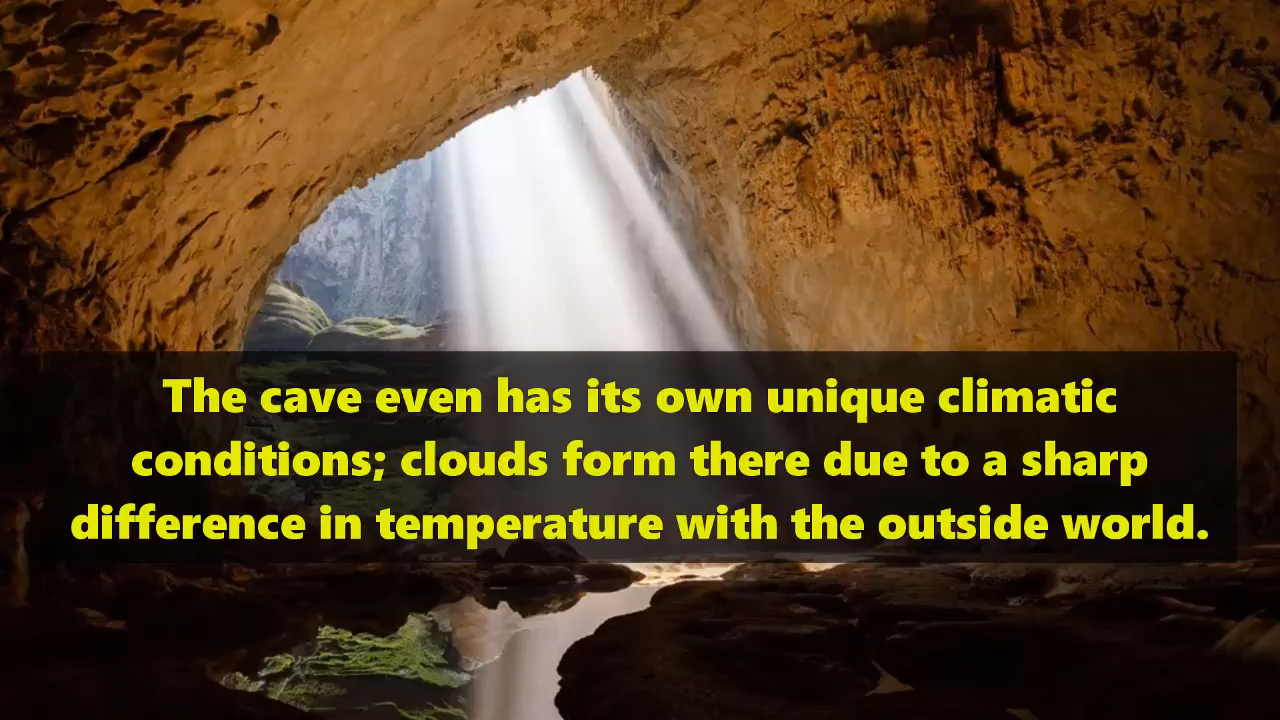 The cave even has its own unique climatic
conditions; clouds form there due to a sharp
difference in temperature with the outside world.